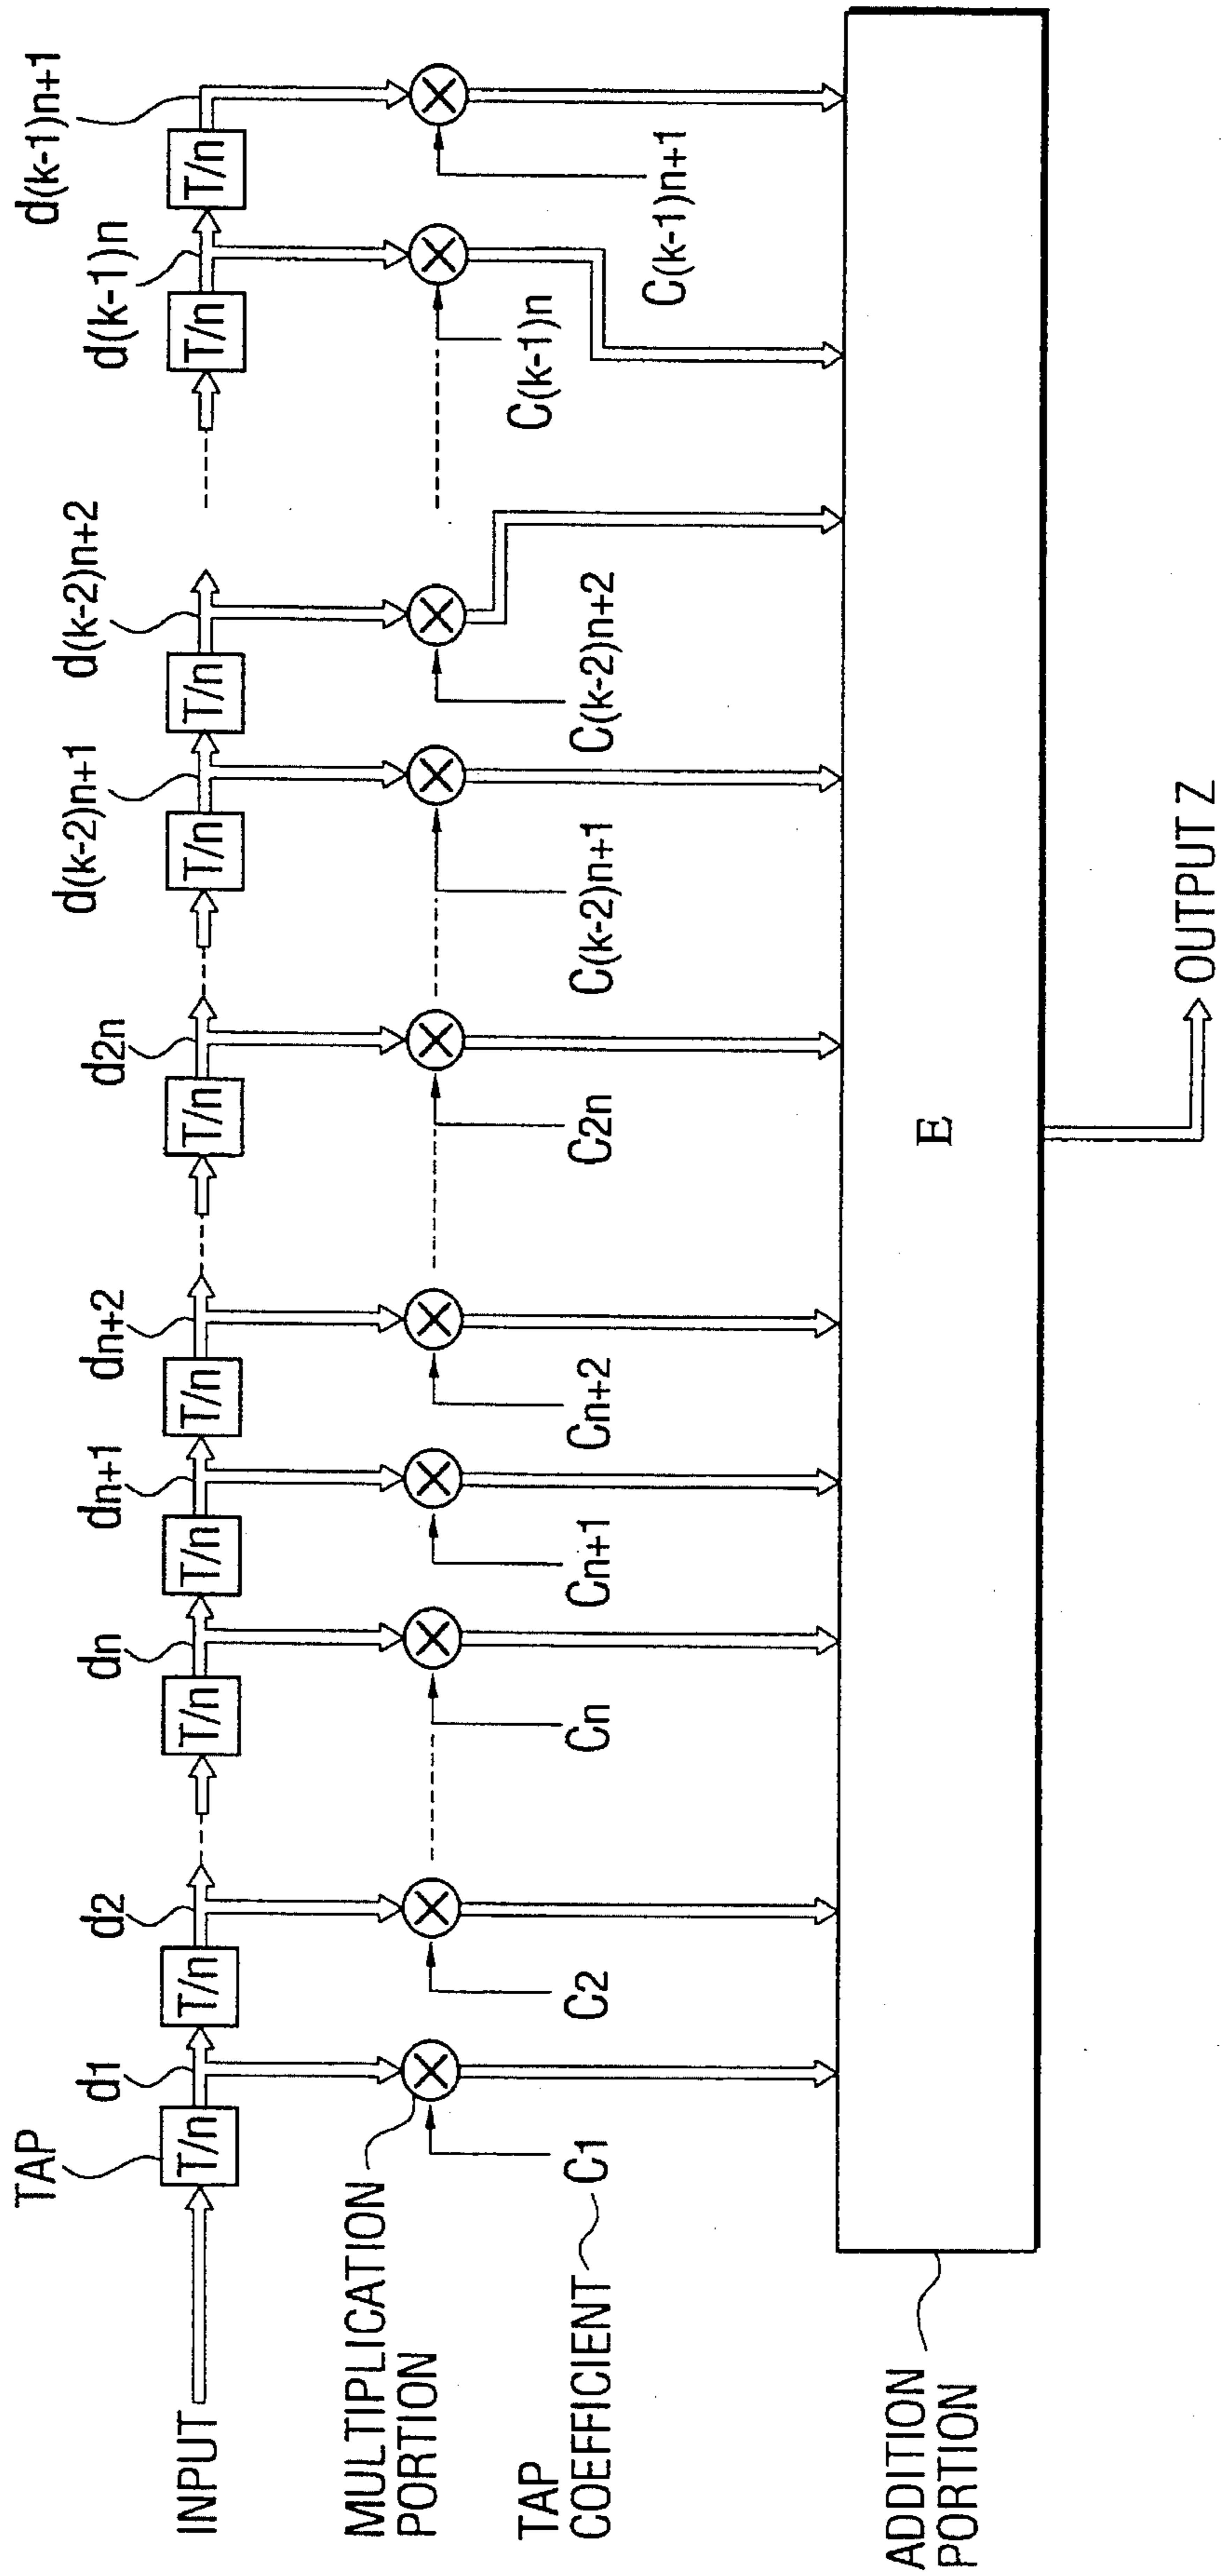 TAP
d1
d2
dn
dn+1
dn+2
d2n
d(k-2)n+1
d(k-2)n+2
d(k-1)n
d(k-1)n+1
INPUT
T/n
T/n
T/n
T/n
T/n
T/n
T/n
T/n
T/n
T/n
MULTIPLICATION
PORTION
TAP
COEFFICIENT
C1
C2
Cn
Cn+1
Cn+2
C2n
C(k-2)n+1
C(k-2)n+2
C(k-1)n
C(k-1)n+1
ADDITION
PORTION
E
OUTPUT Z